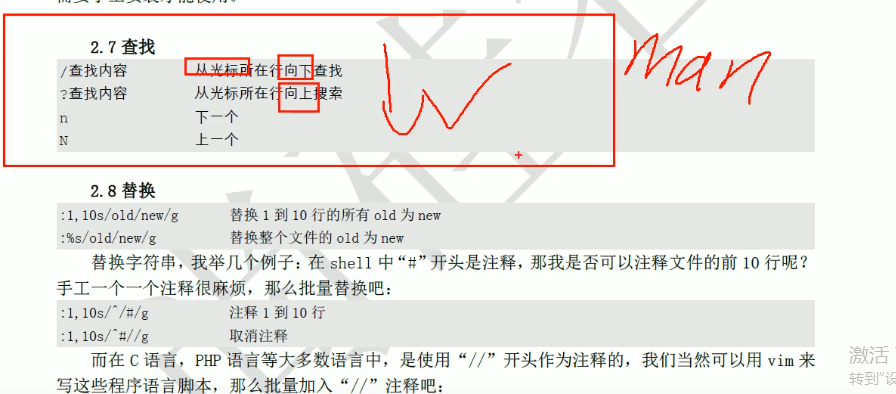 2.7 查找
/查找内容 从光标所在行向下查找
?查找内容 从光标所在行向上搜索
n 下一个
N 上一个
man
2.8 替换
:1,10s/old/new/g 替换 1 到 10 行的所有 old 为 new
:%s/old/new/g 替换整个文件的 old 为 new
替换字符串,我举几个例子:在 shell 中“#”开头是注释,那我是否可以注释文件的前 10 行呢?
手工一个一个注释很麻烦,那么批量替换吧:
:1,10s/^/#/g 注释 1 到 10 行
:1,10s/^#//g 取消注释
而在 C 语言,PHP 语言等大多数语言中,是使用“//”开头作为注释的,我们当然可以用 vim 来
写这些程序语言脚本,那么批量加入“//”注释吧:
激活
转到"设